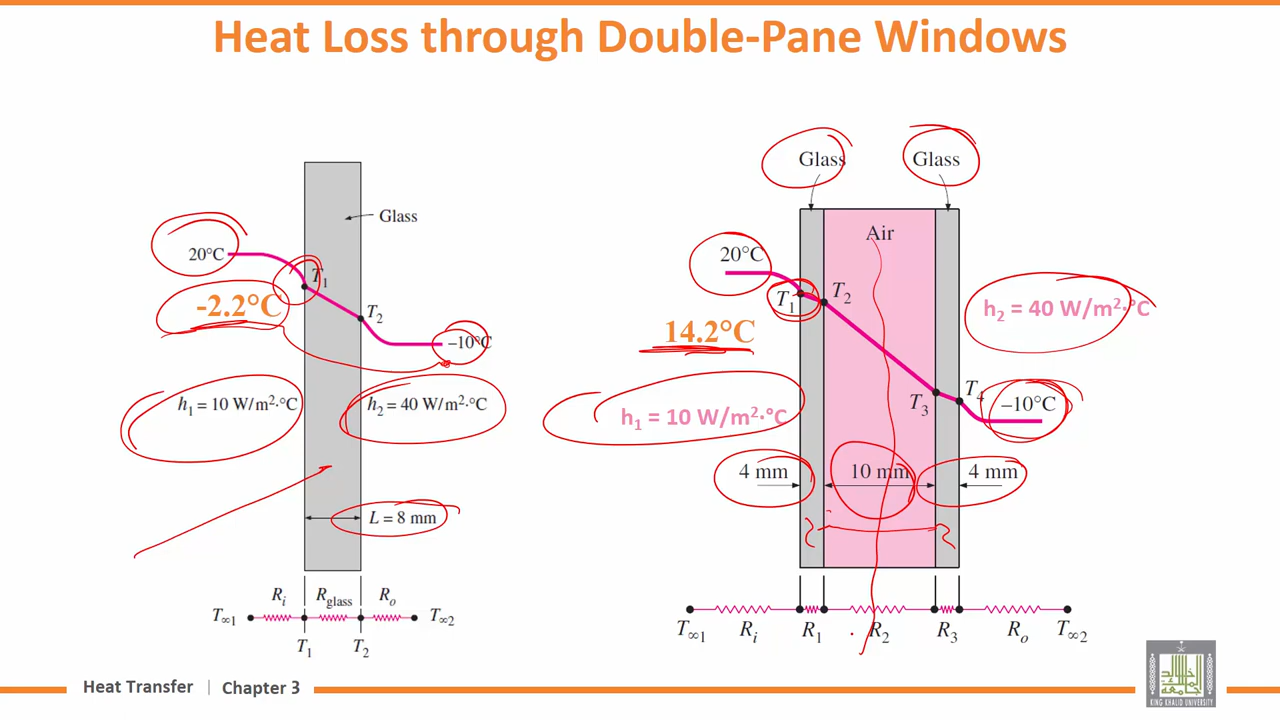 Heat Loss through Double-Pane Windows
Glass
20°C
T1
-2.2°C
T2
–10°C
h1 = 10 W/m²·°C
h2 = 40 W/m²·°C
L = 8 mm
Ri
Rglass
Ro
T∞1
T∞2
T1
T2
Glass
Glass
Air
20°C
T1
T2
14.2°C
h2 = 40 W/m²·°C
T3
T4
–10°C
h1 = 10 W/m²·°C
4 mm
10 mm
4 mm
T∞1
Ri
R1
R2
R3
Ro
T∞2
Heat Transfer | Chapter 3
KING KHALID UNIVERSITY